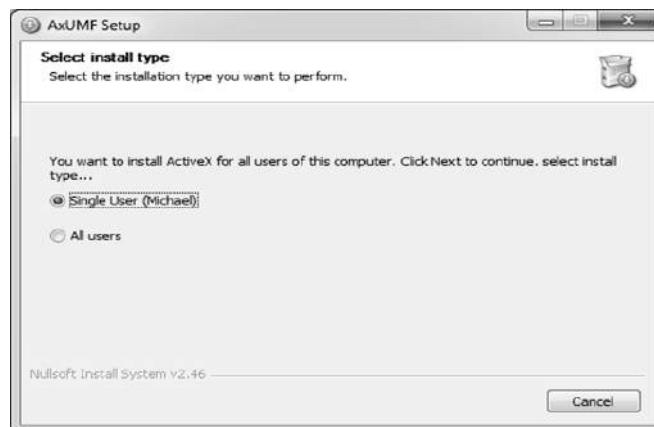 AxUMF Setup
Select install type
Select the installation type you want to perform.
You want to install ActiveX for all users of this computer. Click Next to continue. select install
type...
Single User (Michael)
All users
Nullsoft Install System v2.46
Cancel